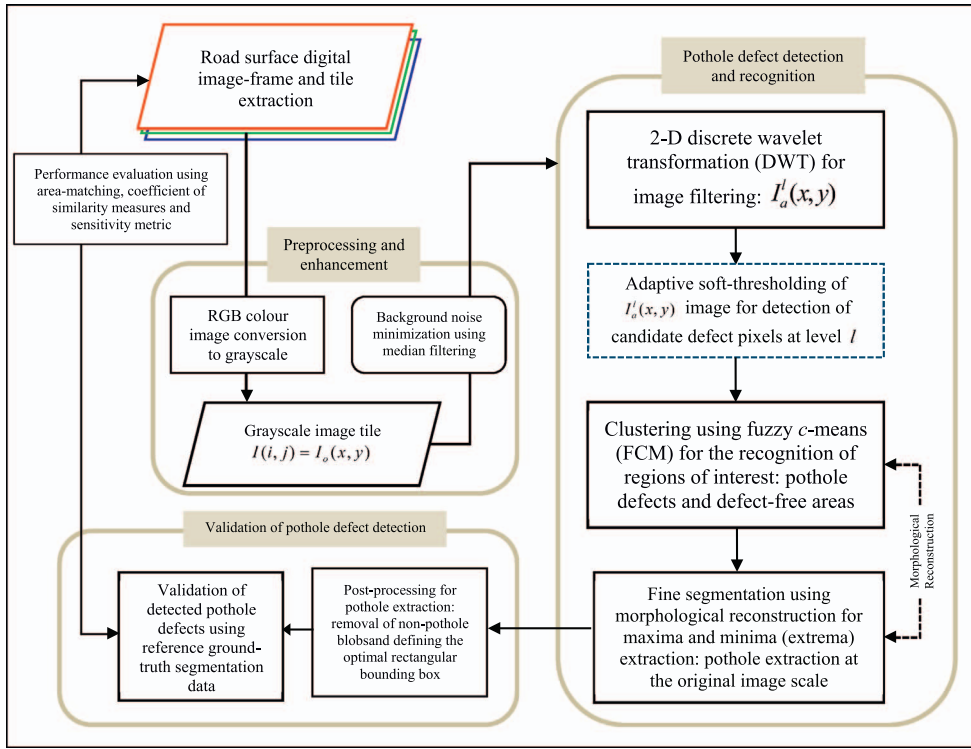 Road surface digital
image-frame and tile
extraction
Performance evaluation using
area-matching, coefficient of
similarity measures and
sensitivity metric
Preprocessing and
enhancement
RGB colour
image conversion
to grayscale
Background noise
minimization using
median filtering
Grayscale image tile
I(i, j) = I_o(x, y)
Pothole defect detection
and recognition
2-D discrete wavelet
transformation (DWT) for
image filtering: I_a^l(x, y)
Adaptive soft-thresholding of
I_a^l(x, y) image for detection of
candidate defect pixels at level l
Clustering using fuzzy c-means
(FCM) for the recognition of
regions of interest: pothole
defects and defect-free areas
Morphological
Reconstruction
Fine segmentation using
morphological reconstruction for
maxima and minima (extrema)
extraction: pothole extraction at
the original image scale
Validation of pothole defect detection
Post-processing for
pothole extraction:
removal of non-pothole
blobsand defining the
optimal rectangular
bounding box
Validation of
detected pothole
defects using
reference ground-
truth segmentation
data